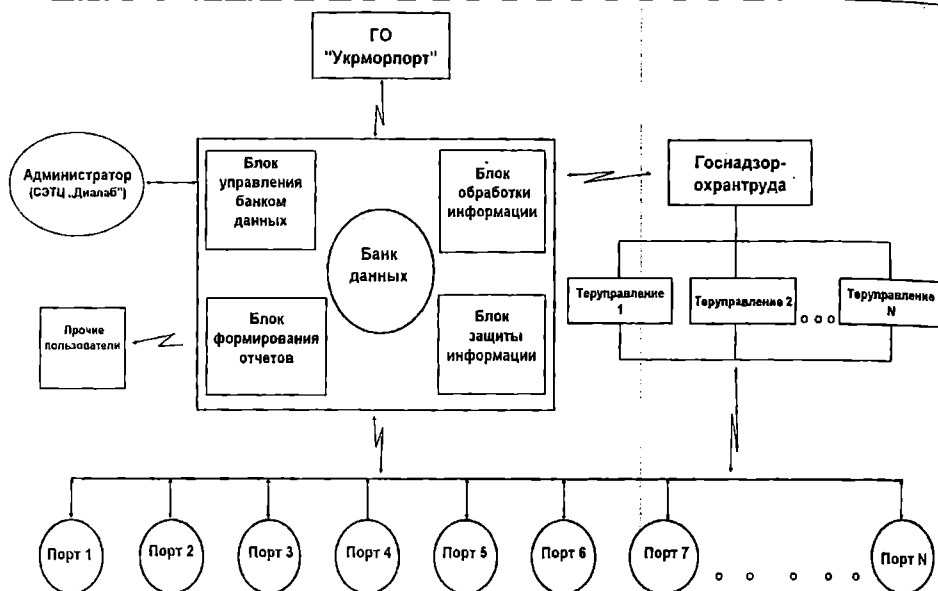 ГО
"Укрморпорт"
Администратор
(СЭТЦ „Диалаб")
Блок
управления
банком
данных
Блок
обработки
информации
Госнадзор-
охрантруда
Банк
данных
Теруправление
1
Теруправление 2
Теруправление
N
Прочие
пользователи
Блок
формирования
отчетов
Блок
защиты
информации
Порт 1
Порт 2
Порт 3
Порт 4
Порт 5
Порт 6
Порт 7
Порт N